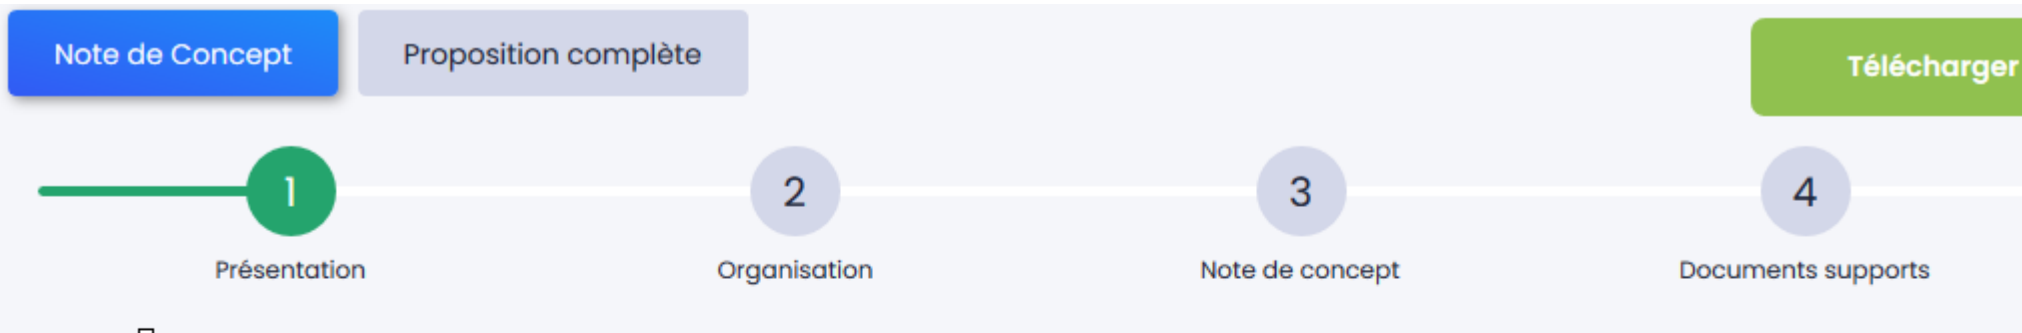 Note de Concept
Proposition complète
Télécharger
1
2
3
4
Présentation
Organisation
Note de concept
Documents supports